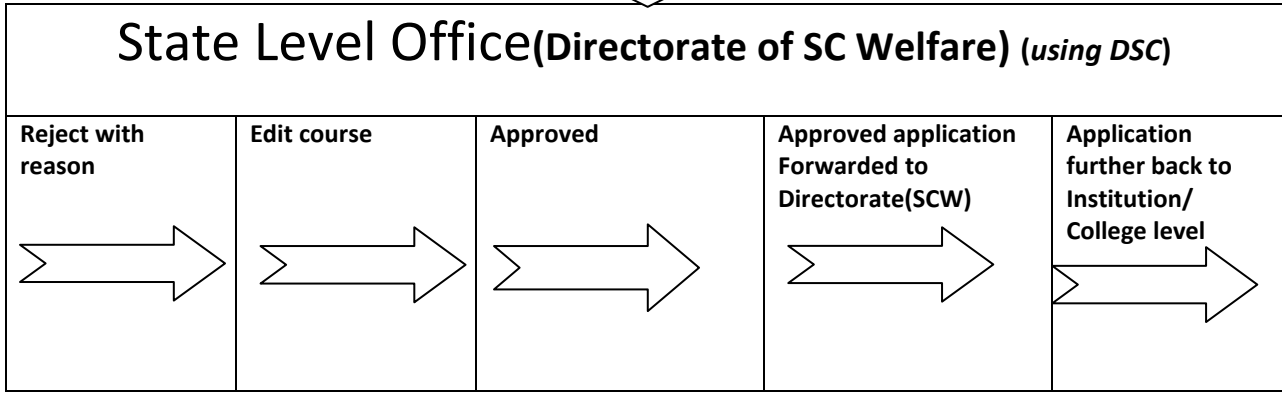 State Level Office(Directorate of SC Welfare) (using DSC)
Reject with
reason
Edit course
Approved
Approved application
Forwarded to
Directorate(SCW)
Application
further back to
Institution/
College level